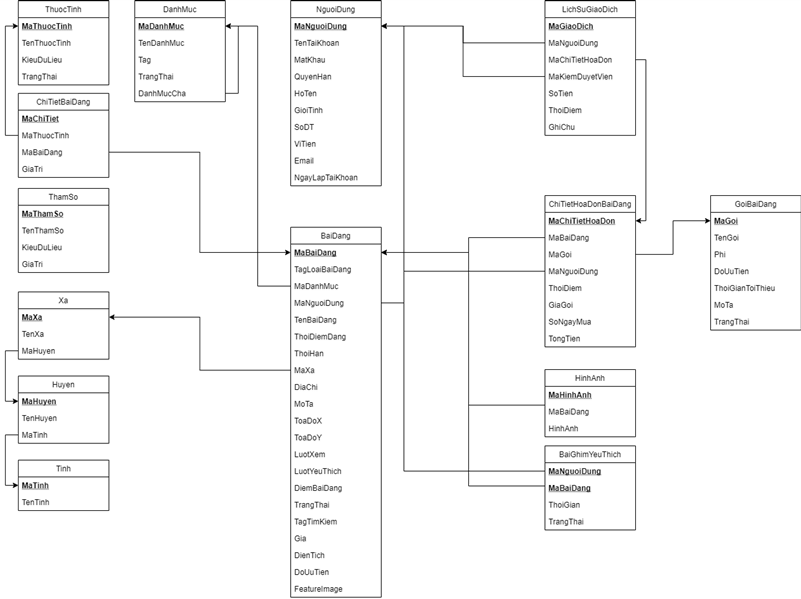 ThuocTinh
MaThuocTinh
TenThuocTinh
KieuDuLieu
TrangThai
DanhMuc
MaDanhMuc
TenDanhMuc
Tag
TrangThai
DanhMucCha
NguoiDung
MaNguoiDung
TenTaiKhoan
MatKhau
QuyenHan
HoTen
GioiTinh
SoDT
ViTien
Email
NgayLapTaiKhoan
LichSuGiaoDich
MaGiaoDich
MaNguoiDung
MaChiTietHoaDon
MaKiemDuyetVien
SoTien
ThoiDiem
GhiChu
ChiTietBaiDang
MaChiTiet
MaThuocTinh
MaBaiDang
GiaTri
ThamSo
MaThamSo
TenThamSo
KieuDuLieu
GiaTri
Xa
MaXa
TenXa
MaHuyen
Huyen
MaHuyen
TenHuyen
MaTinh
Tinh
MaTinh
TenTinh
BaiDang
MaBaiDang
TagLoaiBaiDang
MaDanhMuc
MaNguoiDung
TenBaiDang
ThoiDiemDang
ThoiHan
MaXa
DiaChi
MoTa
ToaDoX
ToaDoY
LuotXem
LuotYeuThich
DiemBaiDang
TrangThai
TagTimKiem
Gia
DienTich
DoUuTien
FeatureImage
ChiTietHoaDonBaiDang
MaChiTietHoaDon
MaBaiDang
MaGoi
MaNguoiDung
ThoiDiem
GiaGoi
SoNgayMua
TongTien
GoiBaiDang
MaGoi
TenGoi
Phi
DoUuTien
ThoiGianToiThieu
MoTa
TrangThai
HinhAnh
MaHinhAnh
MaBaiDang
HinhAnh
BaiGhimYeuThich
MaNguoiDung
MaBaiDang
ThoiGian
TrangThai